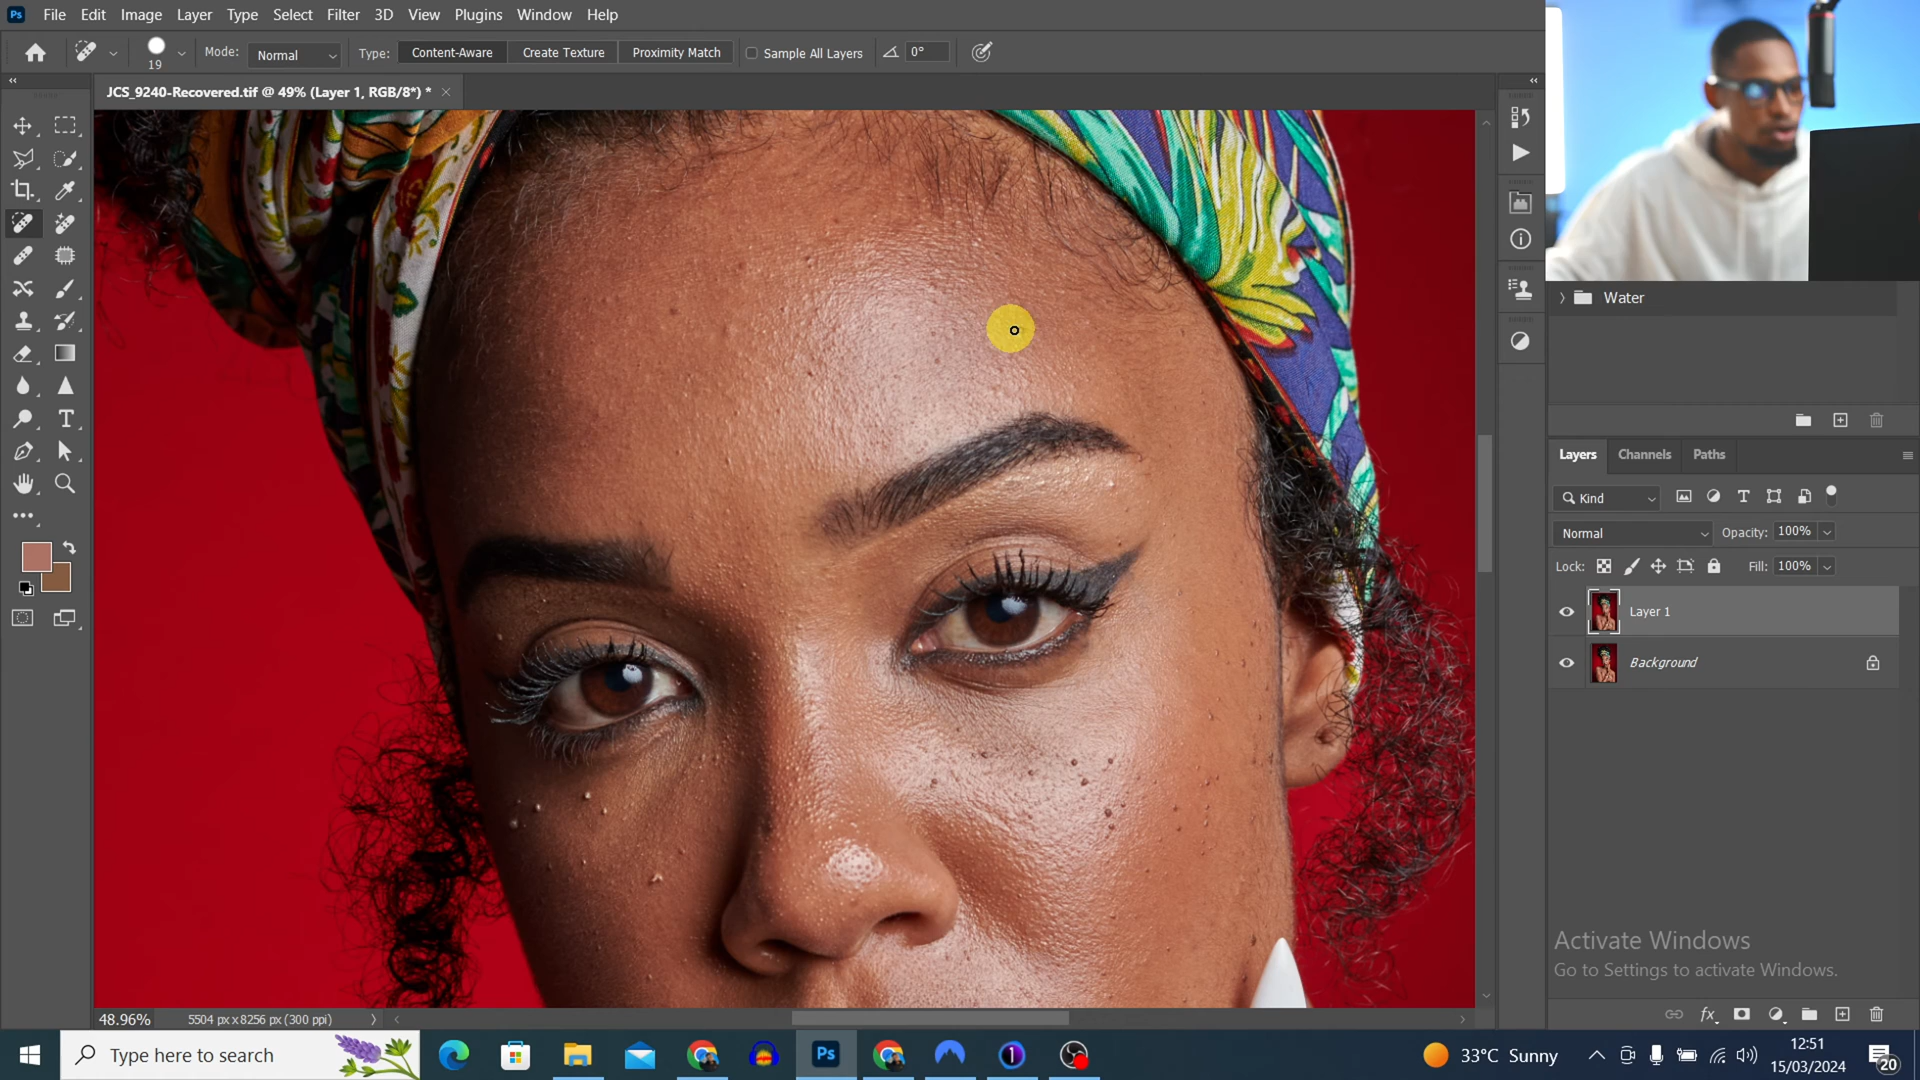 Ps File Edit Image Layer Type Select Filter 3D View Plugins Window Help
19 Mode: Normal Type: Content-Aware Create Texture Proximity Match Sample All Layers 0°
JCS_9240-Recovered.tif @ 49% (Layer 1, RGB/8*) *
Water
Layers Channels Paths
Kind
Normal Opacity: 100%
Lock: Fill: 100%
Layer 1
Background
Activate Windows
Go to Settings to activate Windows.
48.96% 5504 px x 8256 px (300 ppi)
Type here to search Ps 33°C Sunny 12:51
15/03/2024 20